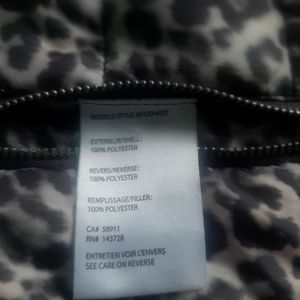 MODELE/STYLE:
EXTERIEUR/SHELL:
100% POLYESTER
REVERS/REVERSE:
100% POLYESTER
REMPLISSAGE/FILLER:
100% POLYESTER
CA# 56911
RN# 143728
ENTRETIEN VOIR L'ENVERS
SEE CARE ON REVERSE